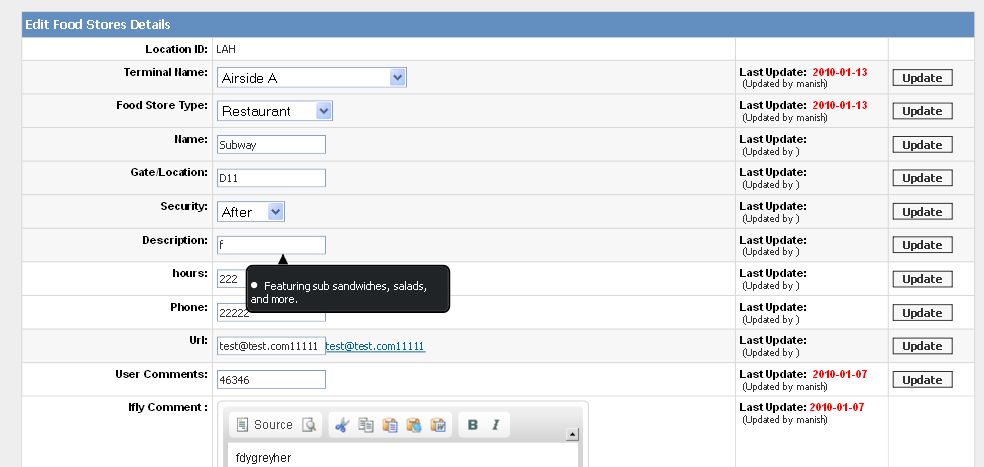 Edit Food Stores Details
Location ID: LAH
Terminal Name: Airside A Last Update: 2010-01-13 Update
(Updated by manish)
Food Store Type: Restaurant Last Update: 2010-01-13 Update
(Updated by manish)
Name: Subway Last Update: Update
(Updated by )
Gate/Location: D11 Last Update: Update
(Updated by )
Security: After Last Update: Update
(Updated by )
Description: f Last Update: Update
(Updated by )
hours: 222 Last Update: Update
(Updated by )
Featuring sub sandwiches, salads,
and more.
Phone: 22222 Last Update: Update
(Updated by )
Url: test@test.com11111 test@test.com11111 Last Update: Update
(Updated by )
User Comments: 46346 Last Update: 2010-01-07 Update
(Updated by manish)
Ifly Comment : Last Update: 2010-01-07
(Updated by manish)
Source B I
fdygreyher